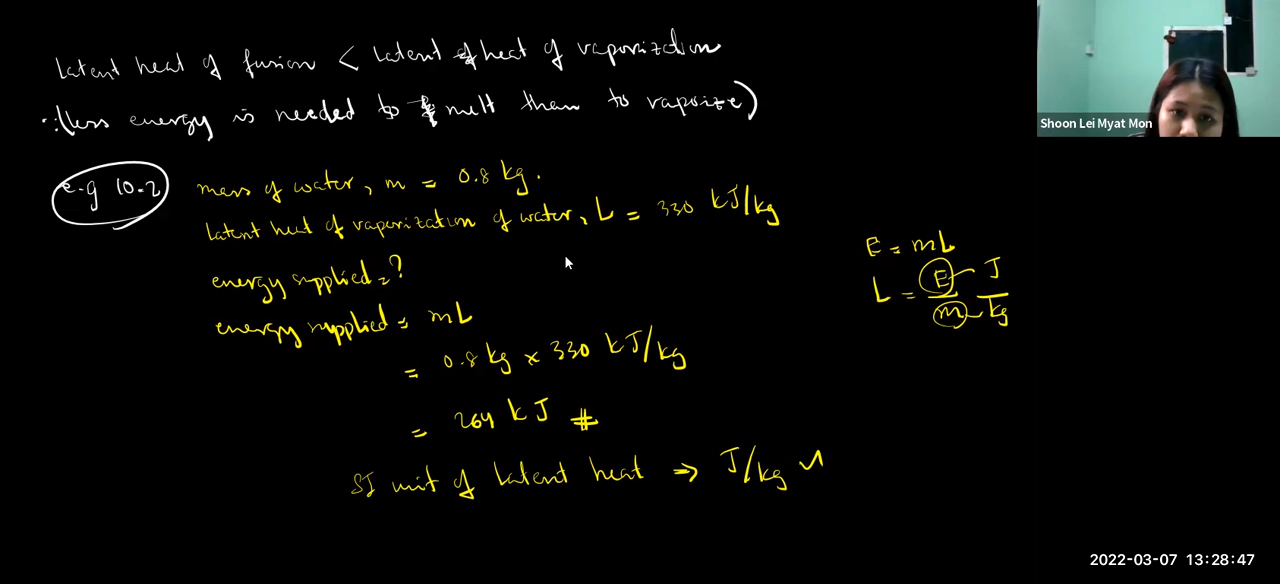 latent heat of fusion < latent of heat of vaporization
∴ (less energy is needed to melt than to vaporize)
e-g 10.2
mass of water, m = 0.8 kg.
latent heat of vaporization of water, L = 330 kJ/kg
energy supplied = ?
energy supplied = mL
= 0.8 kg × 330 kJ/kg
= 264 kJ #
SI unit of latent heat ⇒ J/kg
E = mL
L = E/m J/kg
Shoon Lei Myat Mon
2022-03-07 13:28:47